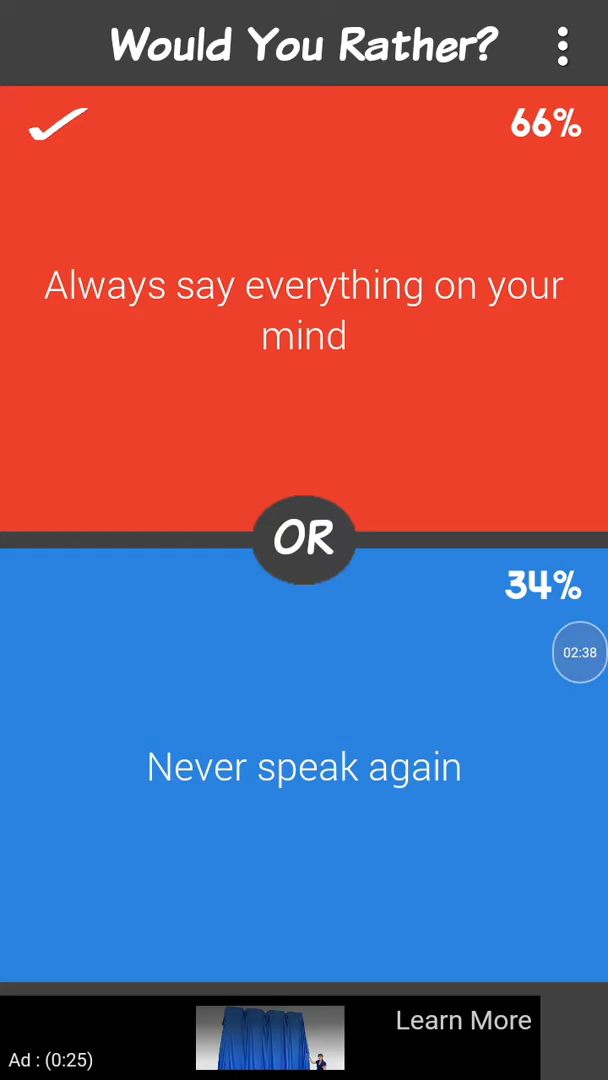 Would You Rather?
66%
Always say everything on your
mind
OR
34%
02:38
Never speak again
Learn More
Ad : (0:25)